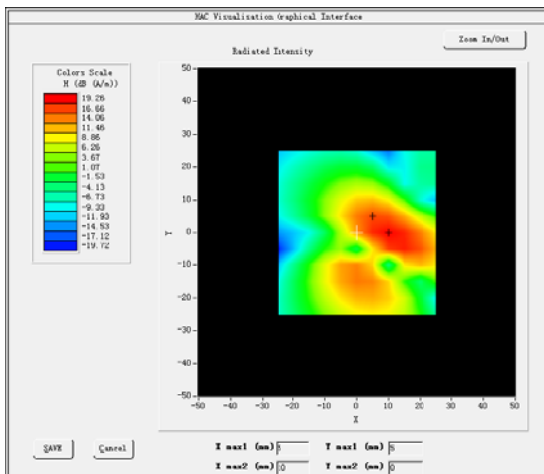 HAC Visualisation Graphical Interface
Zoom In/Out
Radiated Intensity
Colors Scale
H (dB (A/m))
19.26
16.66
14.06
11.46
8.86
6.26
3.67
1.07
-1.53
-4.13
-6.73
-9.33
-11.93
-14.53
-17.12
-19.72
50
40
30
20
10
0
-10
-20
-30
-40
-50
Y
-50 -40 -30 -20 -10 0 10 20 30 40 50
X
SAVE
Cancel
X max1 (mm) Y max1 (mm) 5
X max2 (mm) Y max2 (mm) 0